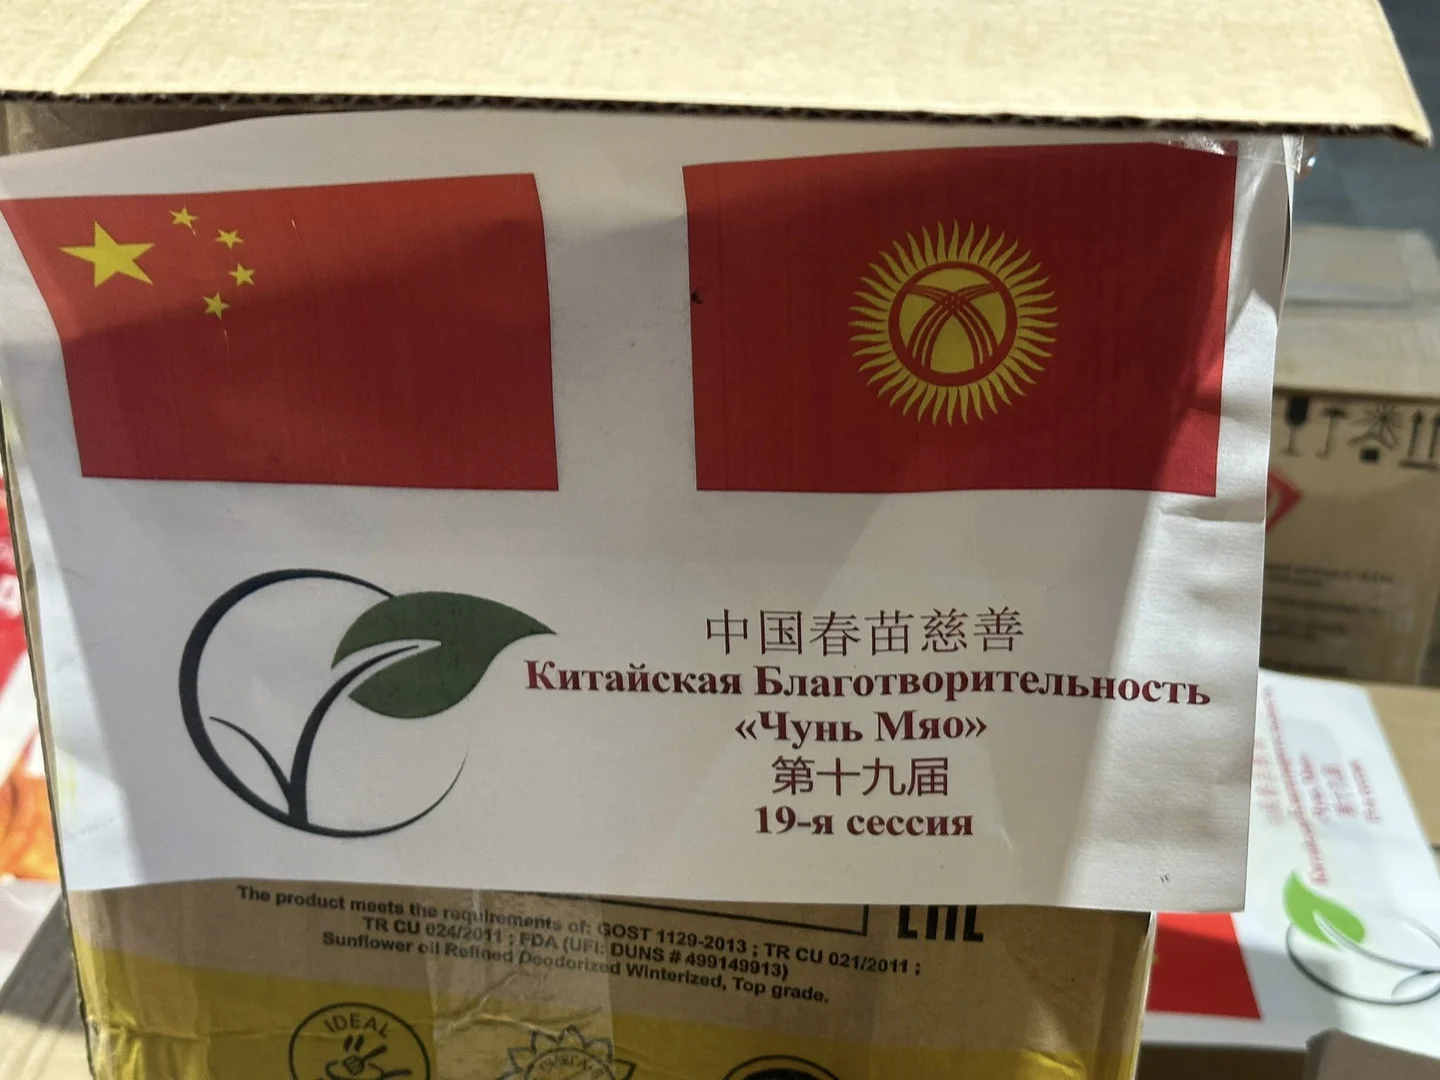 中国春苗慈善
Китайская Благотворительность
«Чунь Мяо»
第十九届
19-я сессия
The product meets the requirements of: GOST 1129-2013 ; TR CU 021/2011 ;
TR CU 024/2011 ; FDA (UFI: DUNS # 499149913)
Sunflower oil Refined Deodorized Winterized, Top grade.
IDEAL